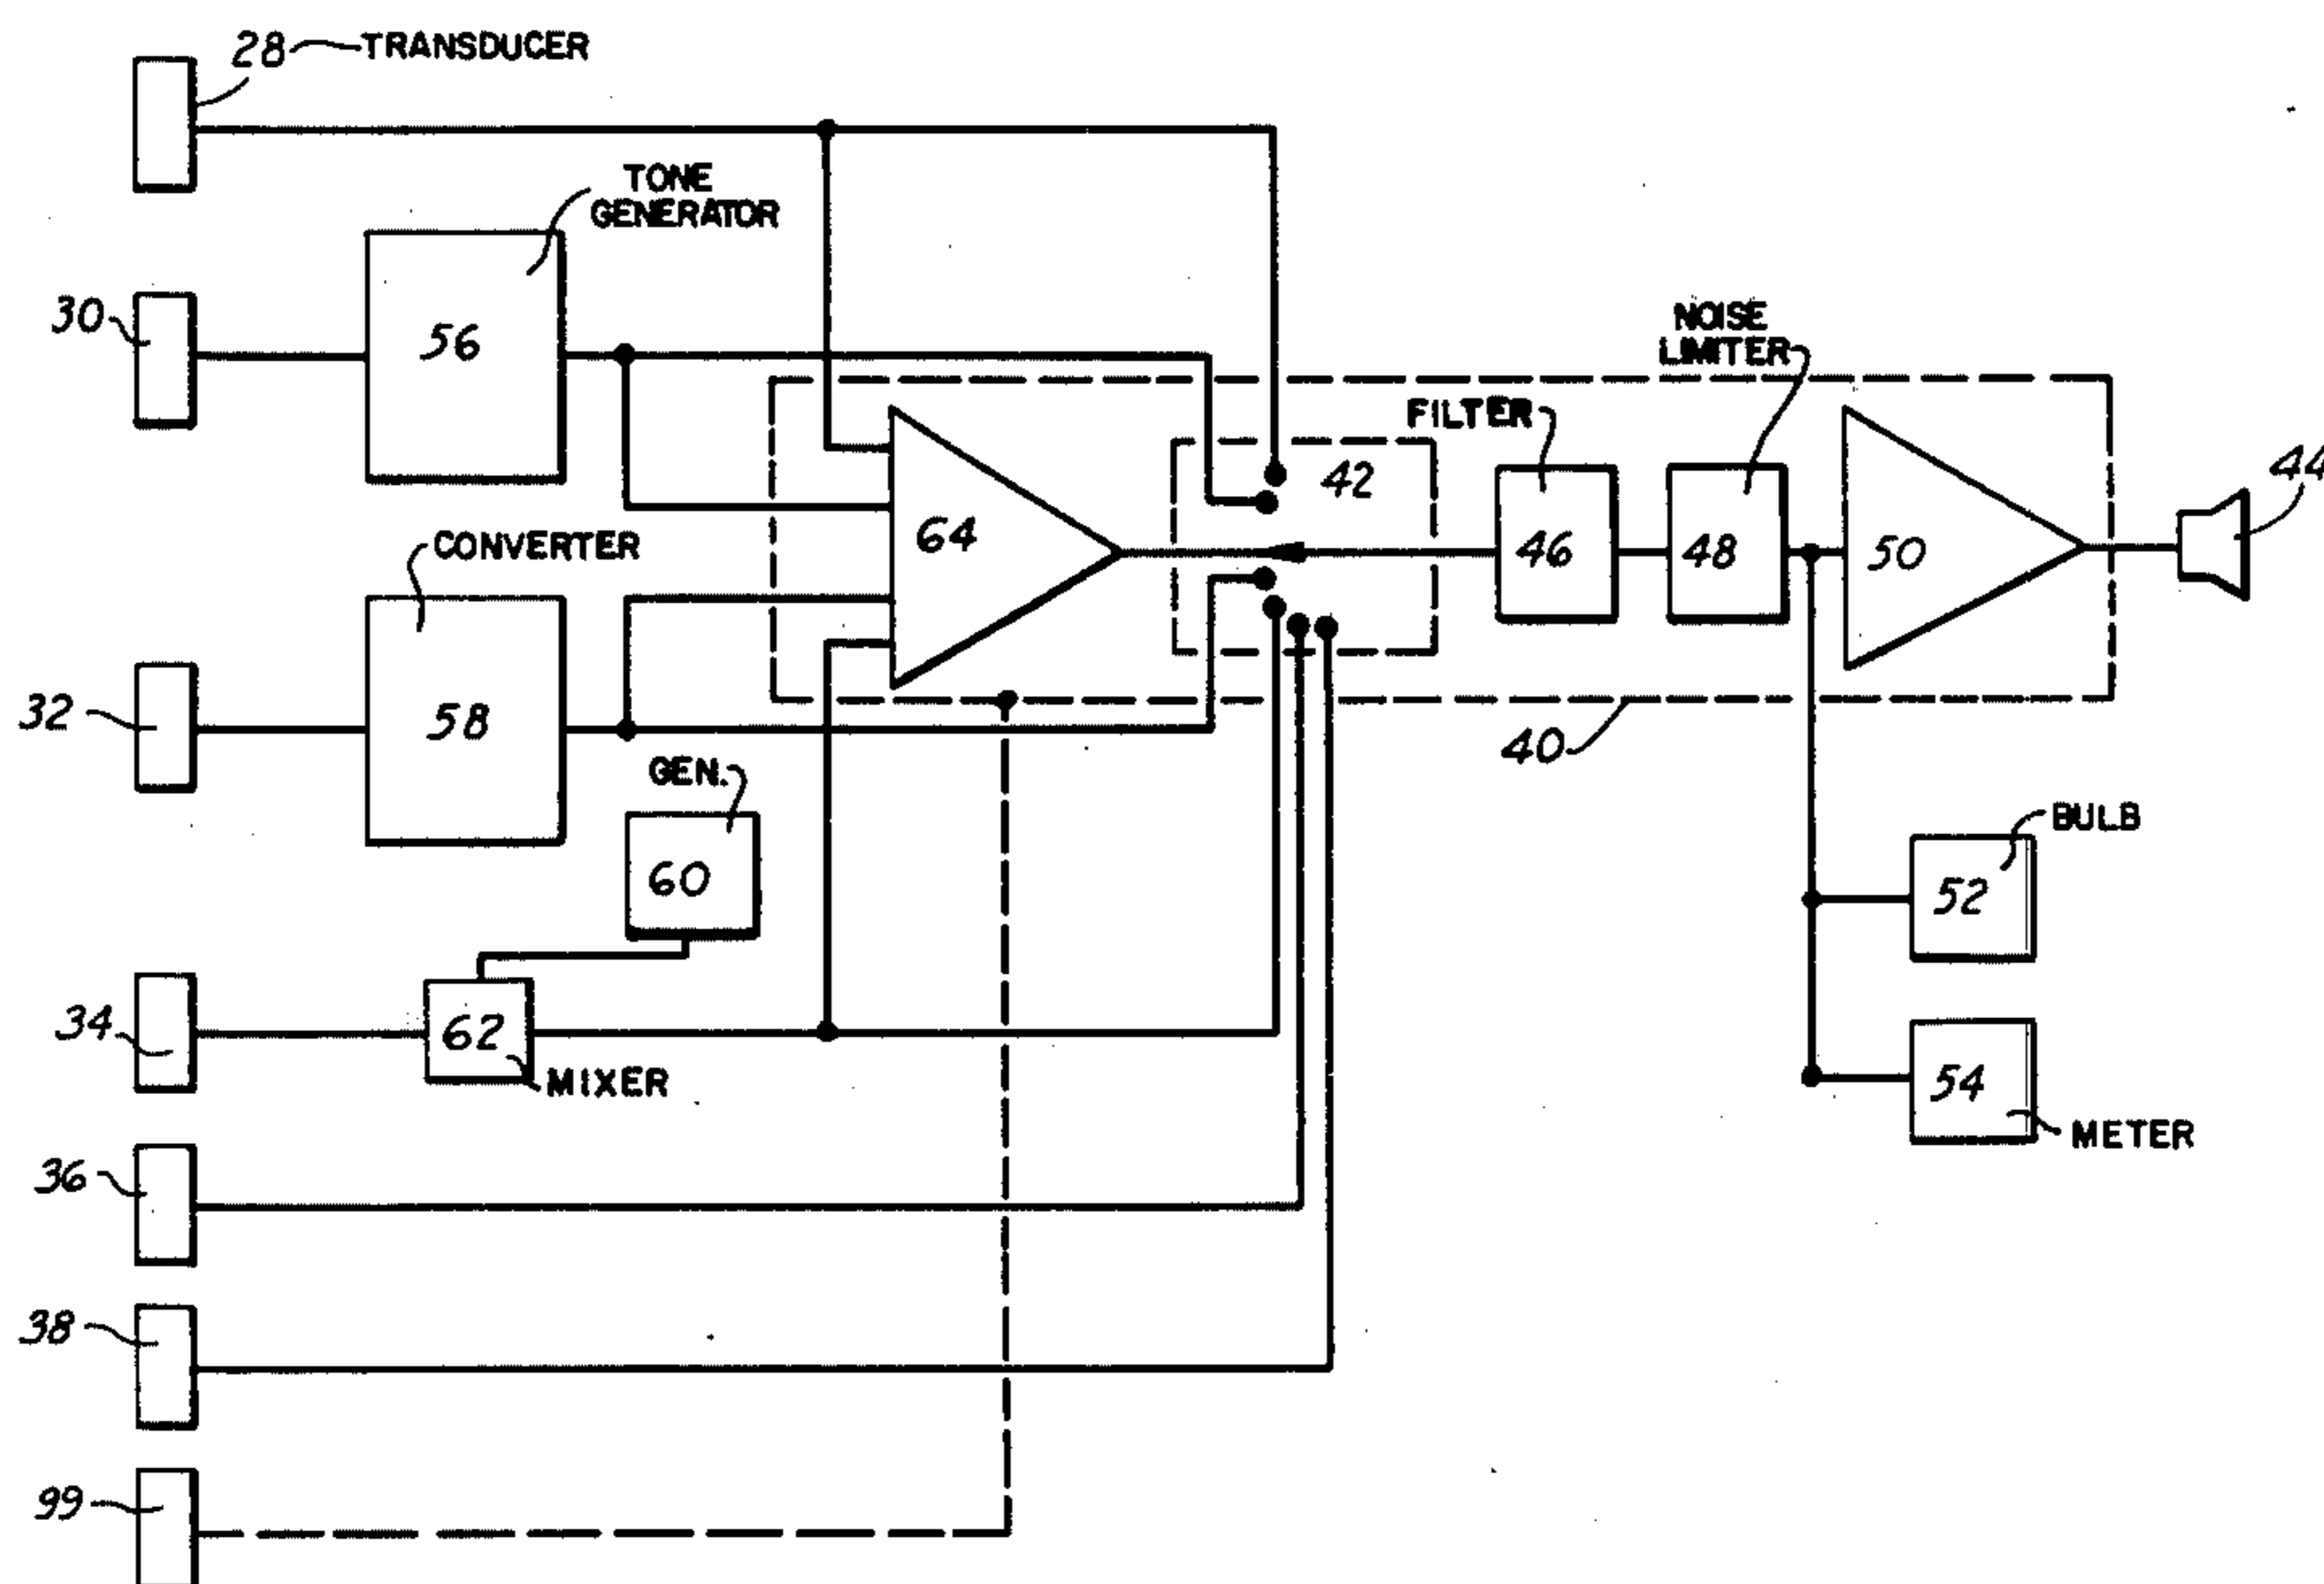 28 TRANSDUCER
TONE
GENERATOR
30
56
NOISE
LIMITER
FILTER
42
44
64
46
48
50
CONVERTER
32
58
40
GEN.
60
BULB
52
34
62
MIXER
54
METER
36
38
99